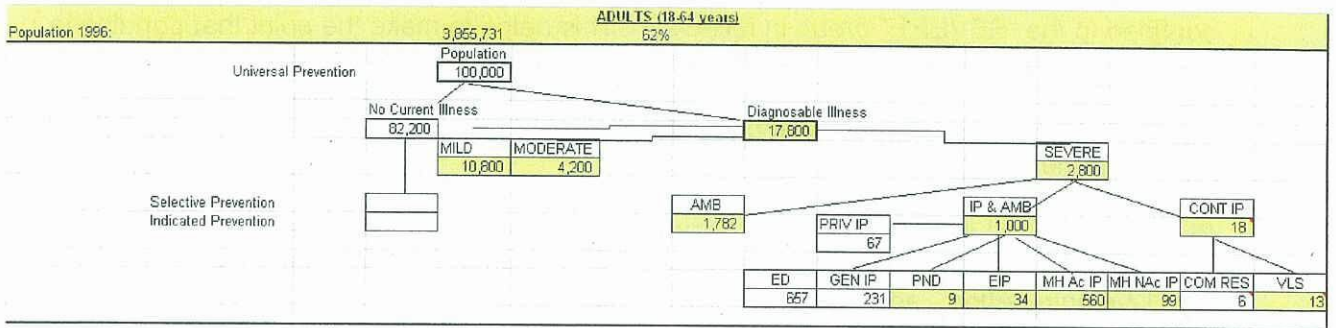 ADULTS (18-64 years)
Population 1996: 3,855,731 62%
Population
Universal Prevention 100,000
No Current Illness Diagnosable Illness
82,200 17,800
MILD MODERATE SEVERE
10,800 4,200 2,800
Selective Prevention AMB IP & AMB CONT IP
Indicated Prevention 1,782 PRIV IP 1,000 18
67
ED GEN IP PND EIP MH Ac IP MH NAc IP COM RES VLS
657 231 9 34 560 99 6 13